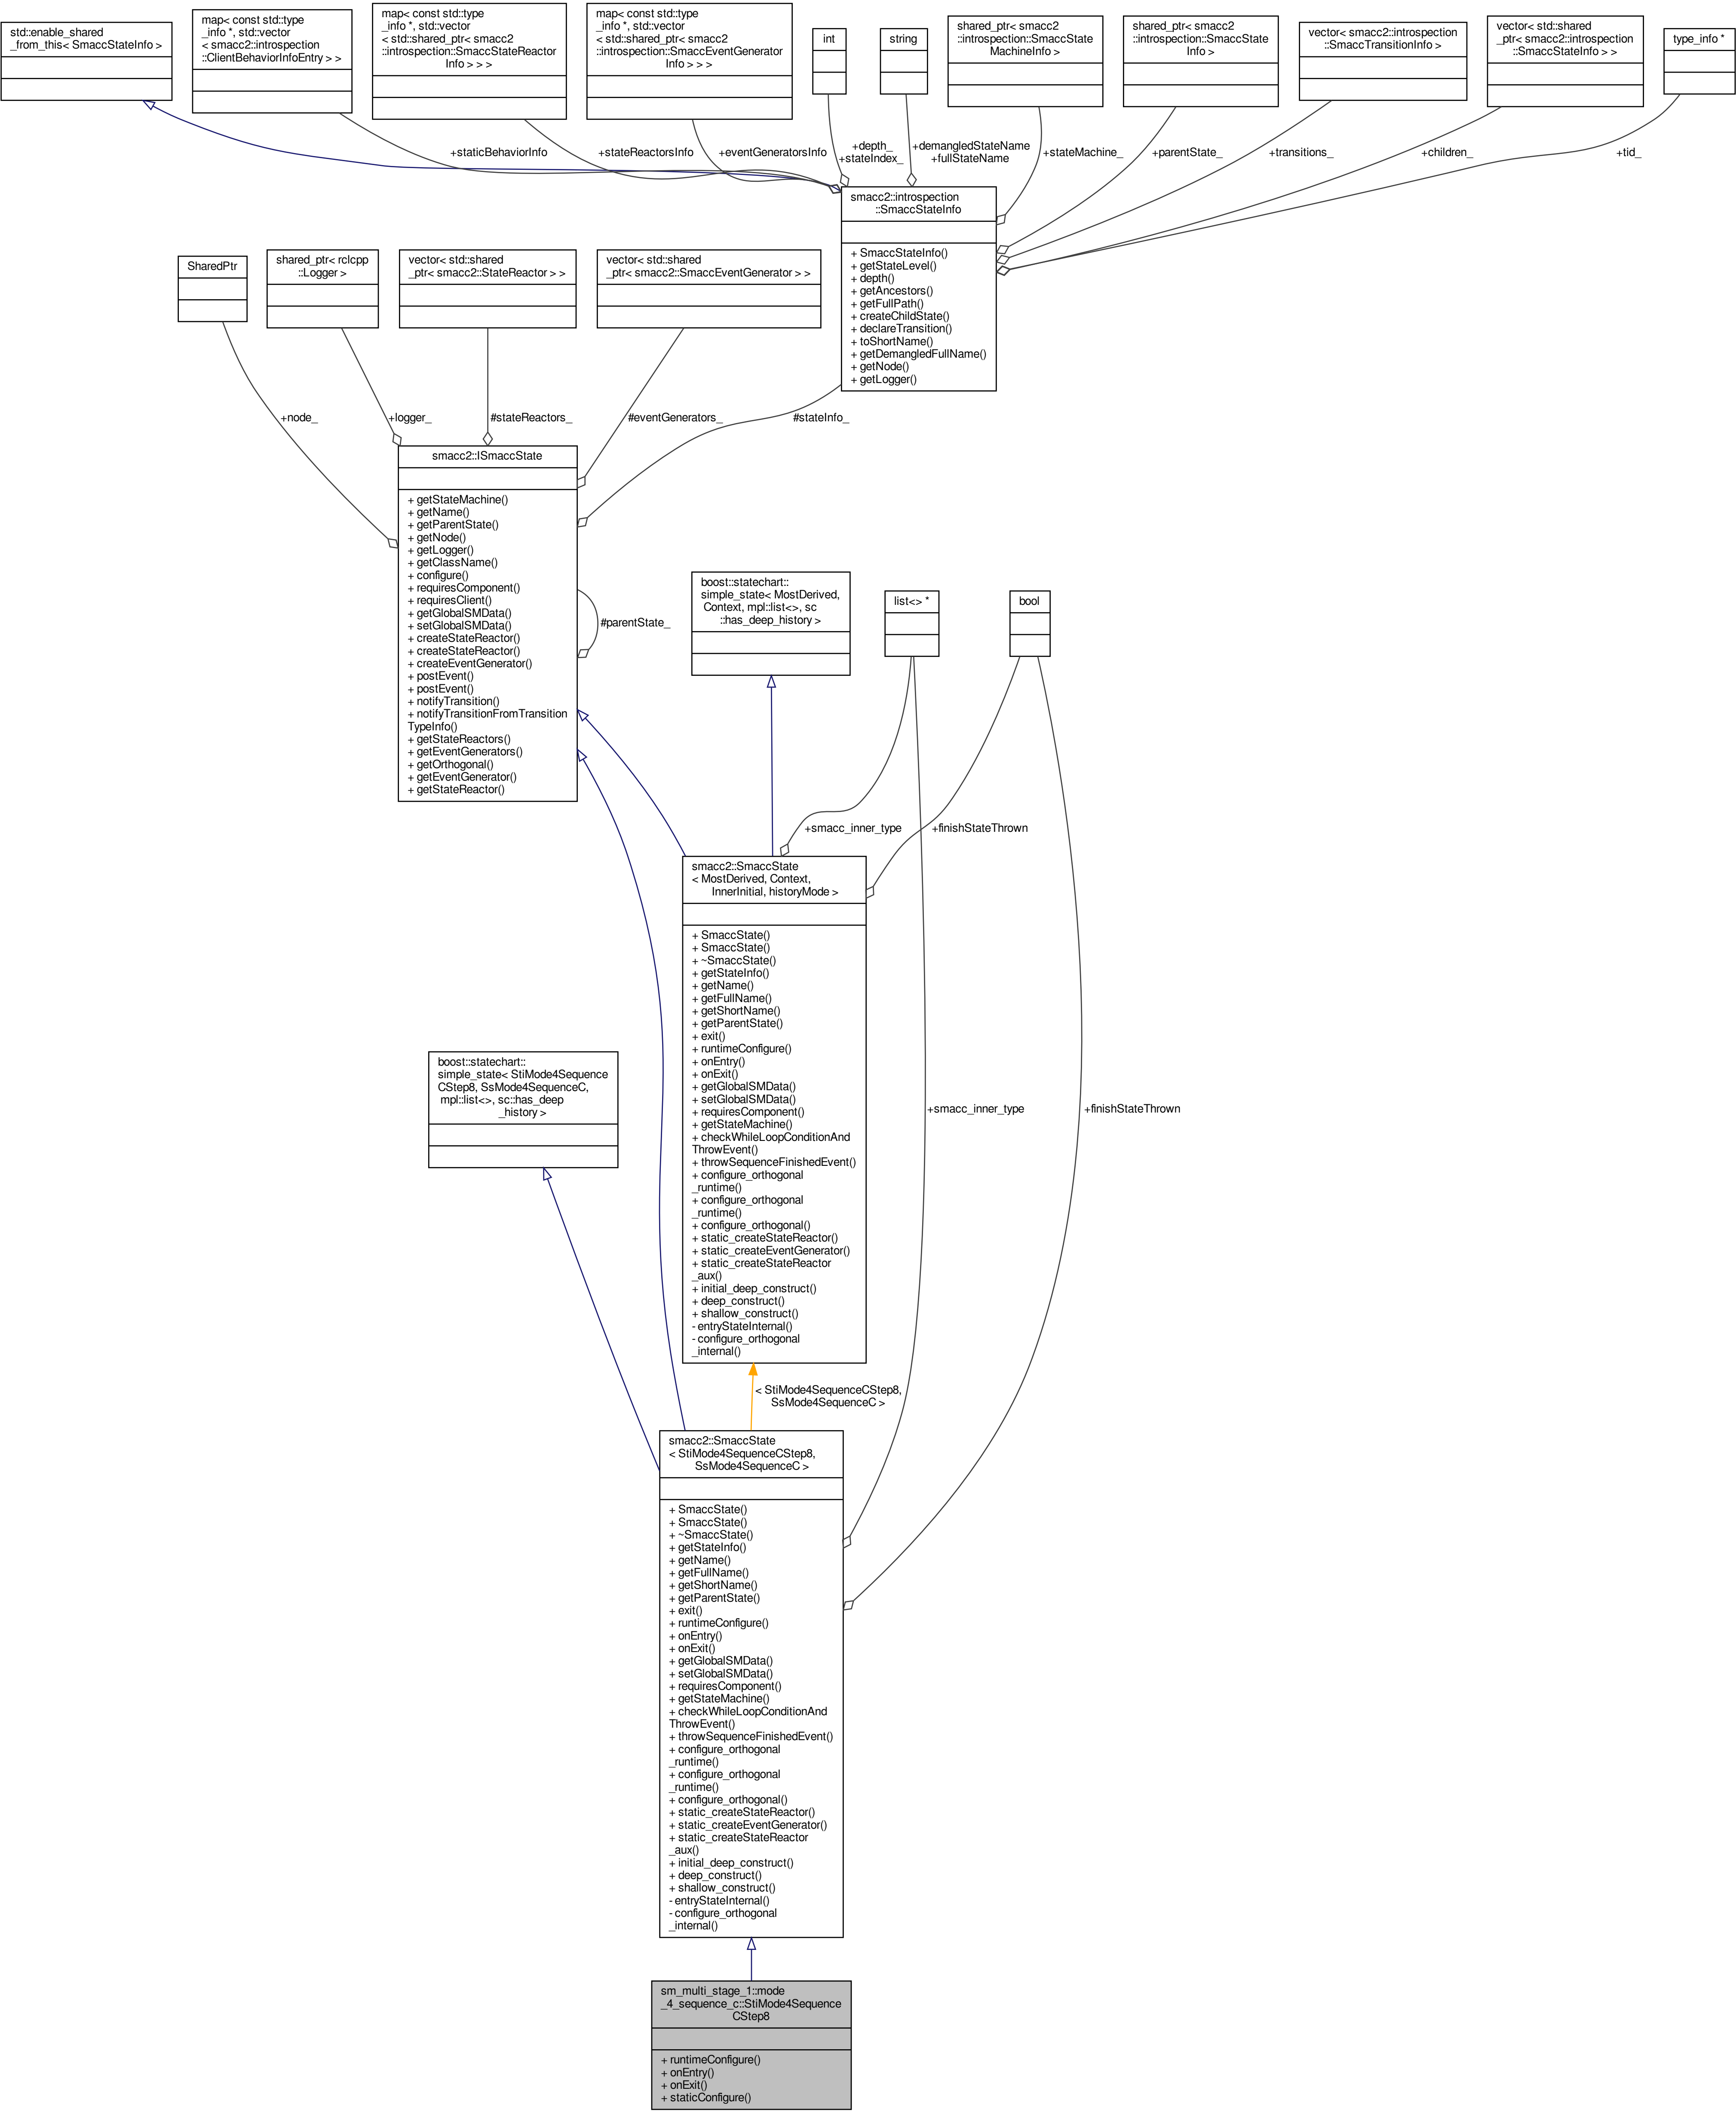 std::enable_shared
_from_this< SmaccStateInfo >
map< const std::type
_info *, std::vector
< smacc2::introspection
::ClientBehaviorInfoEntry > >
map< const std::type
_info *, std::vector
< std::shared_ptr< smacc2
::introspection::SmaccStateReactor
Info > > >
map< const std::type
_info *, std::vector
< std::shared_ptr< smacc2
::introspection::SmaccEventGenerator
Info > > >
int
string
shared_ptr< smacc2
::introspection::SmaccState
MachineInfo >
shared_ptr< smacc2
::introspection::SmaccState
Info >
vector< smacc2::introspection
::SmaccTransitionInfo >
vector< std::shared
_ptr< smacc2::introspection
::SmaccStateInfo > >
type_info *
+staticBehaviorInfo
+stateReactorsInfo
+eventGeneratorsInfo
+depth_
+stateIndex_
+demangledStateName
+fullStateName
+stateMachine_
+parentState_
+transitions_
+children_
+tid_
smacc2::introspection
::SmaccStateInfo
+ SmaccStateInfo()
+ getStateLevel()
+ depth()
+ getAncestors()
+ getFullPath()
+ createChildState()
+ declareTransition()
+ toShortName()
+ getDemangledFullName()
+ getNode()
+ getLogger()
SharedPtr
shared_ptr< rclcpp
::Logger >
vector< std::shared
_ptr< smacc2::StateReactor > >
vector< std::shared
_ptr< smacc2::SmaccEventGenerator > >
+node_
+logger_
#stateReactors_
#eventGenerators_
#stateInfo_
smacc2::ISmaccState
+ getStateMachine()
+ getName()
+ getParentState()
+ getNode()
+ getLogger()
+ getClassName()
+ configure()
+ requiresComponent()
+ requiresClient()
+ getGlobalSMData()
+ setGlobalSMData()
+ createStateReactor()
+ createStateReactor()
+ createEventGenerator()
+ postEvent()
+ postEvent()
+ notifyTransition()
+ notifyTransitionFromTransition
TypeInfo()
+ getStateReactors()
+ getEventGenerators()
+ getOrthogonal()
+ getEventGenerator()
+ getStateReactor()
#parentState_
boost::statechart::
simple_state< MostDerived,
Context, mpl::list<>, sc
::has_deep_history >
list<> *
bool
+smacc_inner_type
+finishStateThrown
smacc2::SmaccState
< MostDerived, Context,
InnerInitial, historyMode >
+ SmaccState()
+ SmaccState()
+ ~SmaccState()
+ getStateInfo()
+ getName()
+ getFullName()
+ getShortName()
+ getParentState()
+ exit()
+ runtimeConfigure()
+ onEntry()
+ onExit()
+ getGlobalSMData()
+ setGlobalSMData()
+ requiresComponent()
+ getStateMachine()
+ checkWhileLoopConditionAnd
ThrowEvent()
+ throwSequenceFinishedEvent()
+ configure_orthogonal
_runtime()
+ configure_orthogonal
_runtime()
+ configure_orthogonal()
+ static_createStateReactor()
+ static_createEventGenerator()
+ static_createStateReactor
_aux()
+ initial_deep_construct()
+ deep_construct()
+ shallow_construct()
- entryStateInternal()
- configure_orthogonal
_internal()
boost::statechart::
simple_state< StiMode4Sequence
CStep8, SsMode4SequenceC,
mpl::list<>, sc::has_deep
_history >
+smacc_inner_type
+finishStateThrown
< StiMode4SequenceCStep8,
SsMode4SequenceC >
smacc2::SmaccState
< StiMode4SequenceCStep8,
SsMode4SequenceC >
+ SmaccState()
+ SmaccState()
+ ~SmaccState()
+ getStateInfo()
+ getName()
+ getFullName()
+ getShortName()
+ getParentState()
+ exit()
+ runtimeConfigure()
+ onEntry()
+ onExit()
+ getGlobalSMData()
+ setGlobalSMData()
+ requiresComponent()
+ getStateMachine()
+ checkWhileLoopConditionAnd
ThrowEvent()
+ throwSequenceFinishedEvent()
+ configure_orthogonal
_runtime()
+ configure_orthogonal
_runtime()
+ configure_orthogonal()
+ static_createStateReactor()
+ static_createEventGenerator()
+ static_createStateReactor
_aux()
+ initial_deep_construct()
+ deep_construct()
+ shallow_construct()
- entryStateInternal()
- configure_orthogonal
_internal()
sm_multi_stage_1::mode
_4_sequence_c::StiMode4Sequence
CStep8
+ runtimeConfigure()
+ onEntry()
+ onExit()
+ staticConfigure()